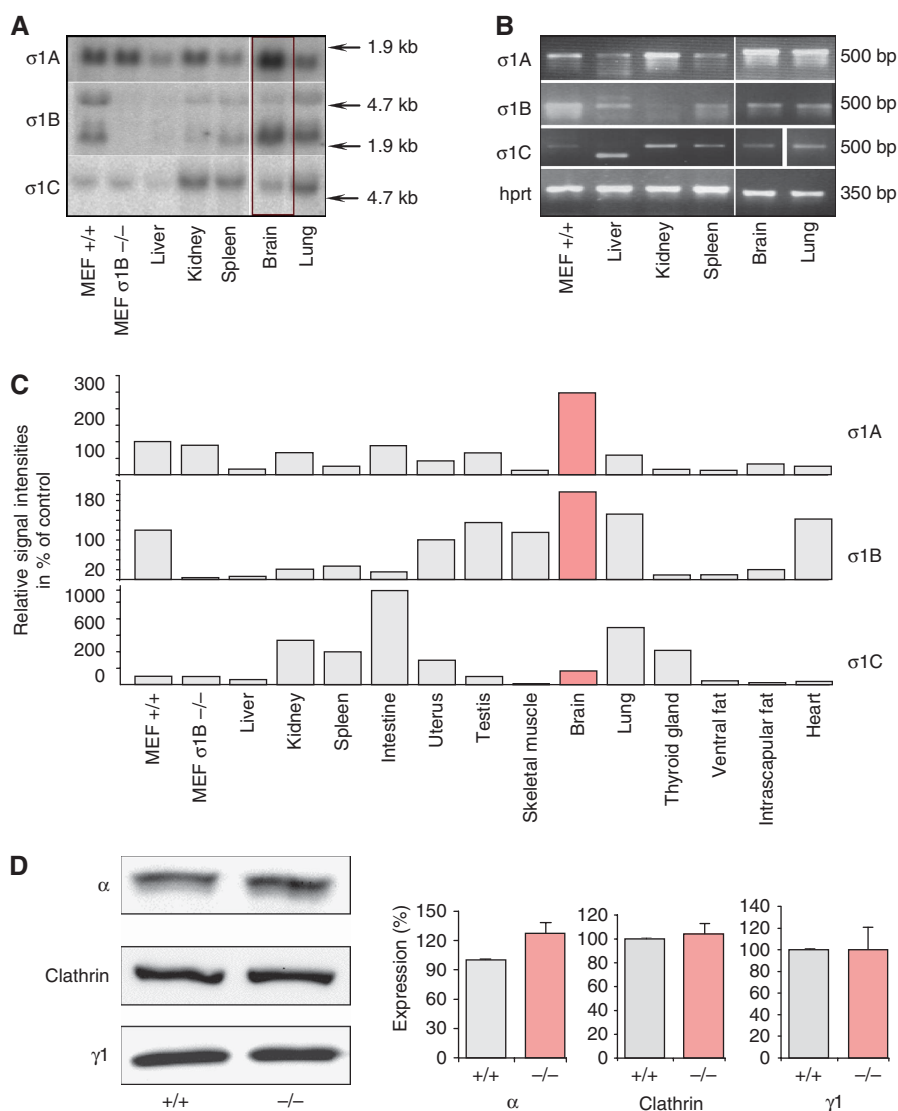 A
σ1A
σ1B
σ1C
1.9 kb
4.7 kb
1.9 kb
4.7 kb
MEF +/+
MEF σ1B −/−
Liver
Kidney
Spleen
Brain
Lung
B
σ1A
σ1B
σ1C
hprt
500 bp
500 bp
500 bp
350 bp
MEF +/+
Liver
Kidney
Spleen
Brain
Lung
C
Relative signal intensities
in % of control
300
200
100
σ1A
180
100
20
σ1B
1000
600
200
0
σ1C
MEF +/+
MEF σ1B −/−
Liver
Kidney
Spleen
Intestine
Uterus
Testis
Skeletal muscle
Brain
Lung
Thyroid gland
Ventral fat
Intrascapular fat
Heart
D
α
Clathrin
γ1
+/+ −/−
Expression (%)
150
120
90
60
30
0
+/+ −/−
α
120
100
80
60
40
20
0
+/+ −/−
Clathrin
140
120
100
80
60
40
20
0
+/+ −/−
γ1